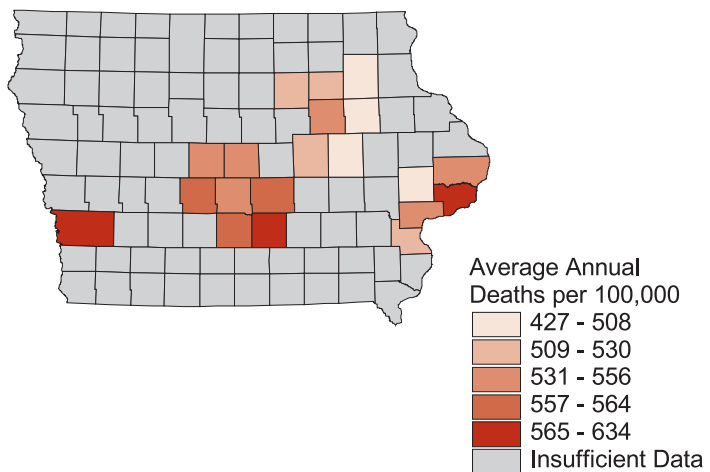 Average Annual
Deaths per 100,000
427 - 508
509 - 530
531 - 556
557 - 564
565 - 634
Insufficient Data